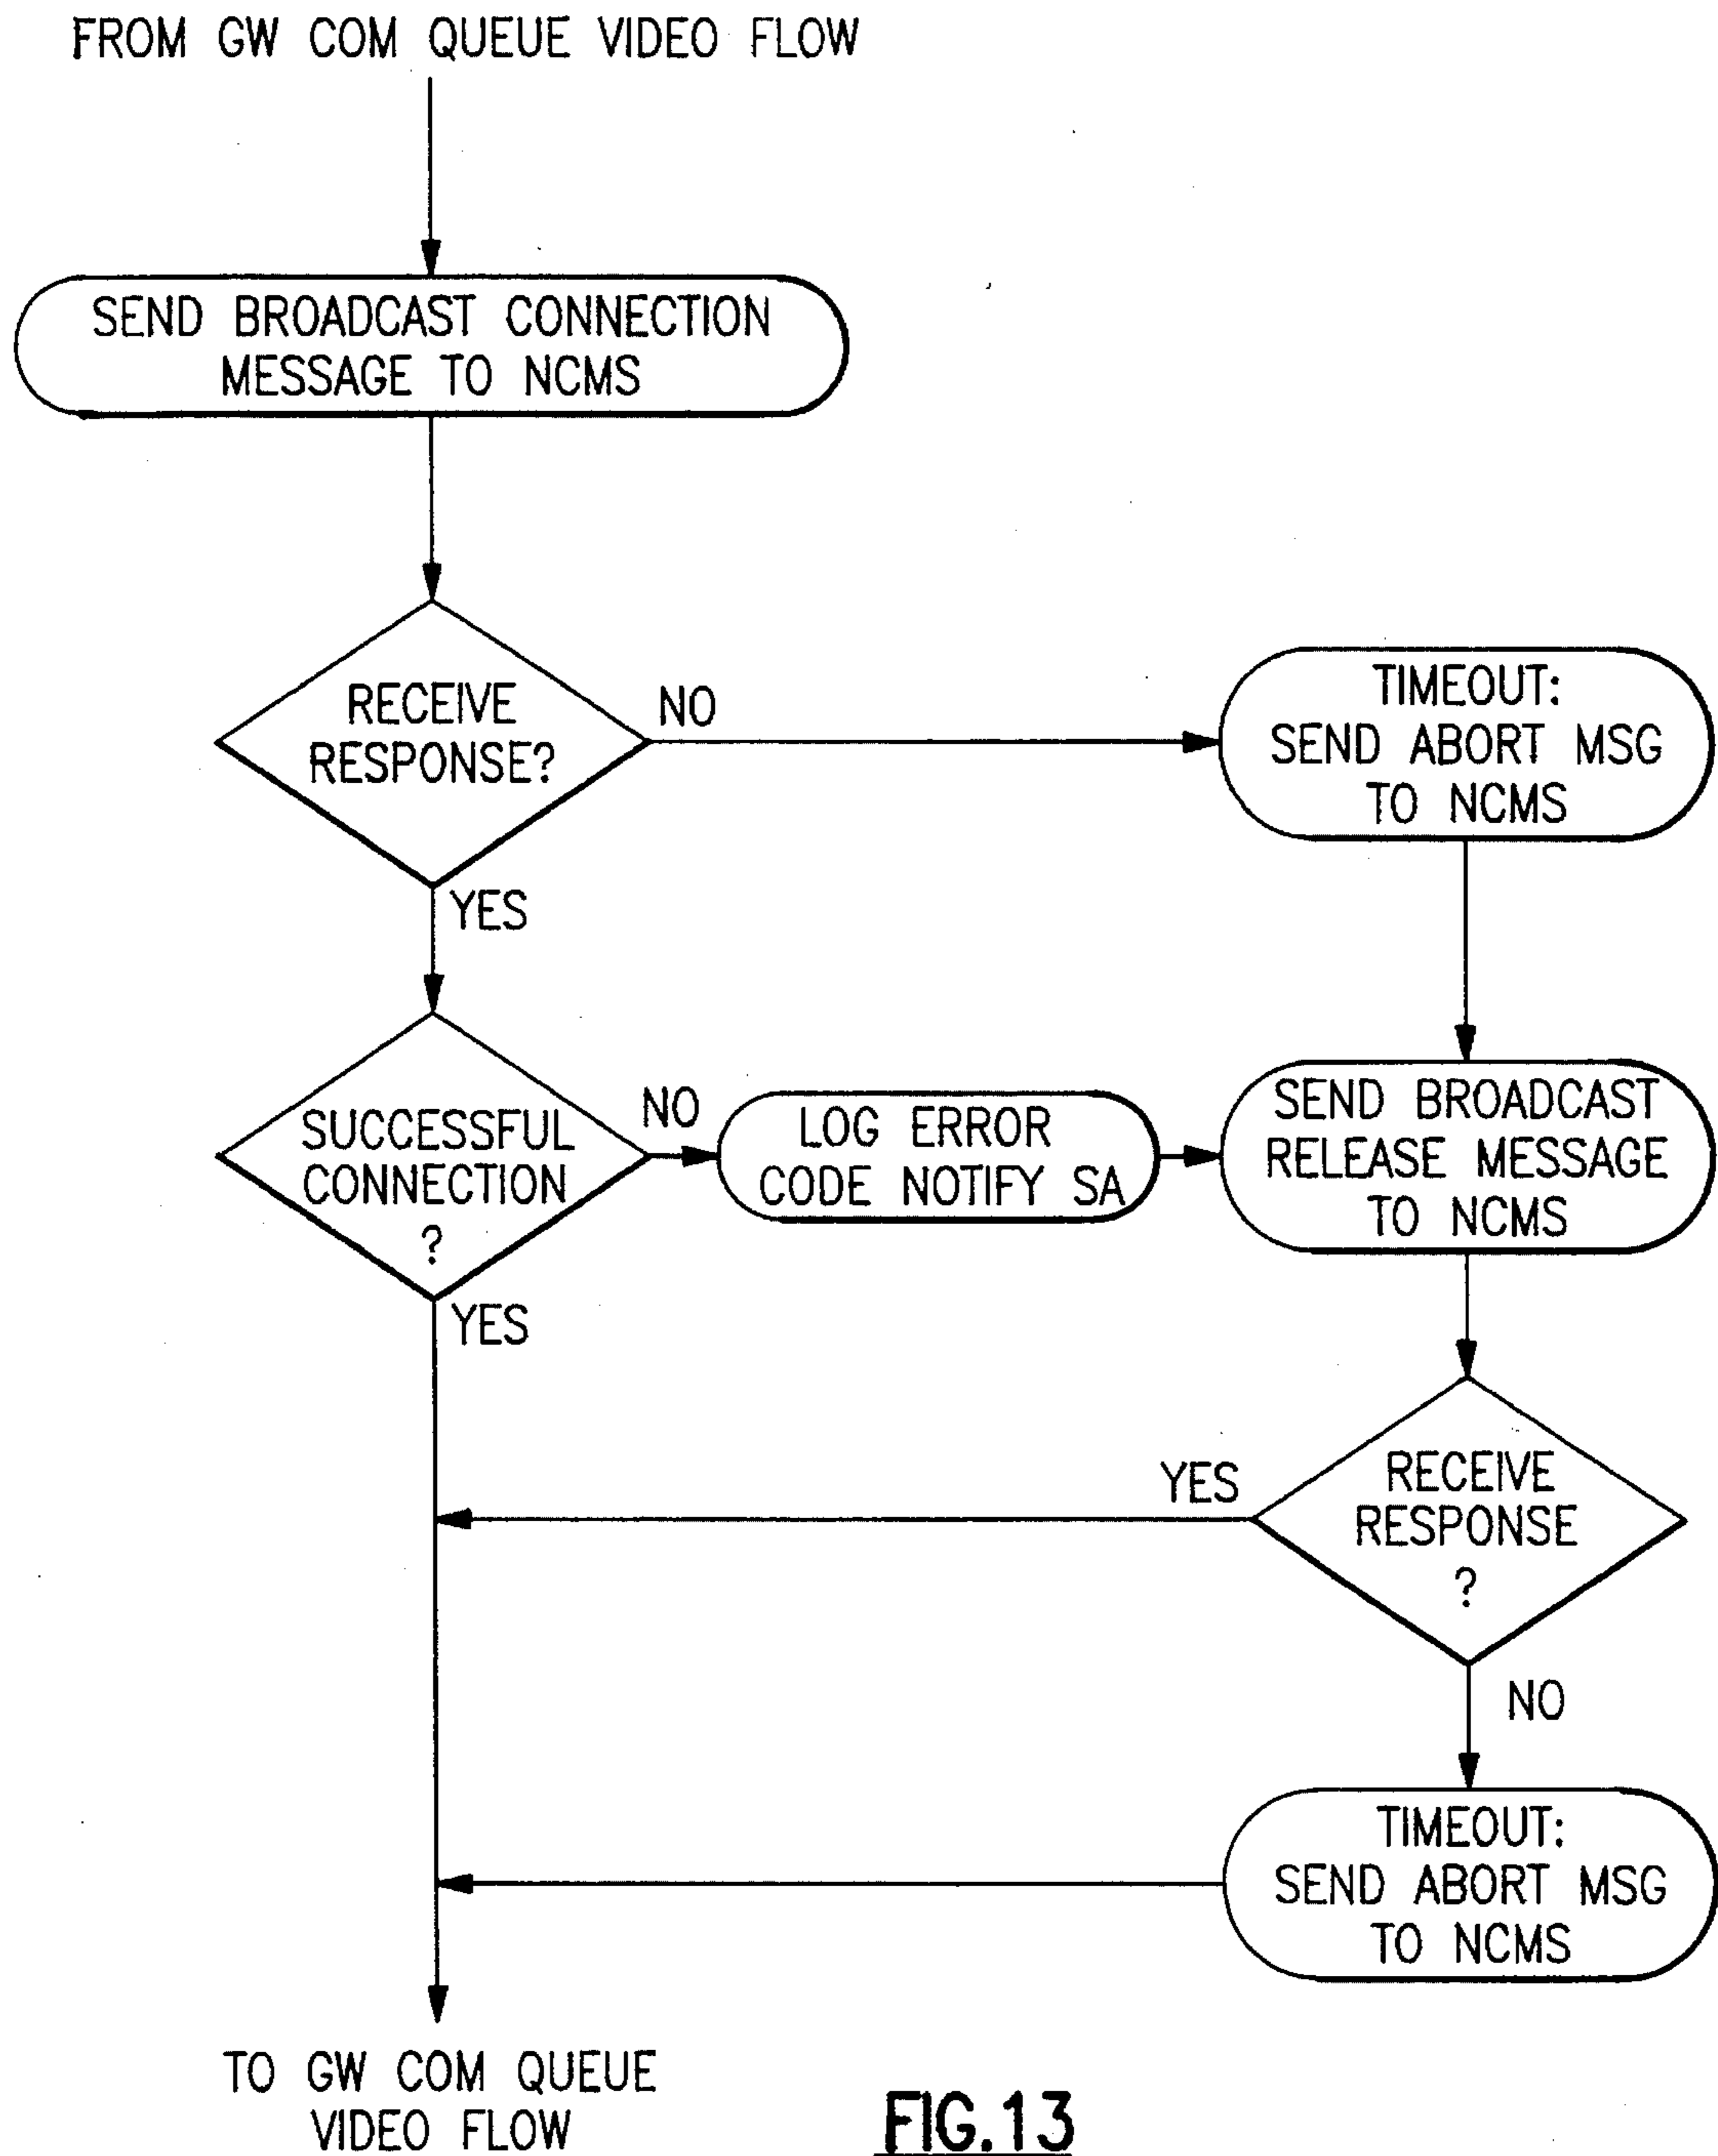 FROM GW COM QUEUE VIDEO FLOW
SEND BROADCAST CONNECTION
MESSAGE TO NCMS
RECEIVE
RESPONSE?
NO
TIMEOUT:
SEND ABORT MSG
TO NCMS
YES
SUCCESSFUL
CONNECTION
?
NO
LOG ERROR
CODE NOTIFY SA
SEND BROADCAST
RELEASE MESSAGE
TO NCMS
YES
RECEIVE
RESPONSE
?
YES
NO
TIMEOUT:
SEND ABORT MSG
TO NCMS
TO GW COM QUEUE
VIDEO FLOW
FIG.13